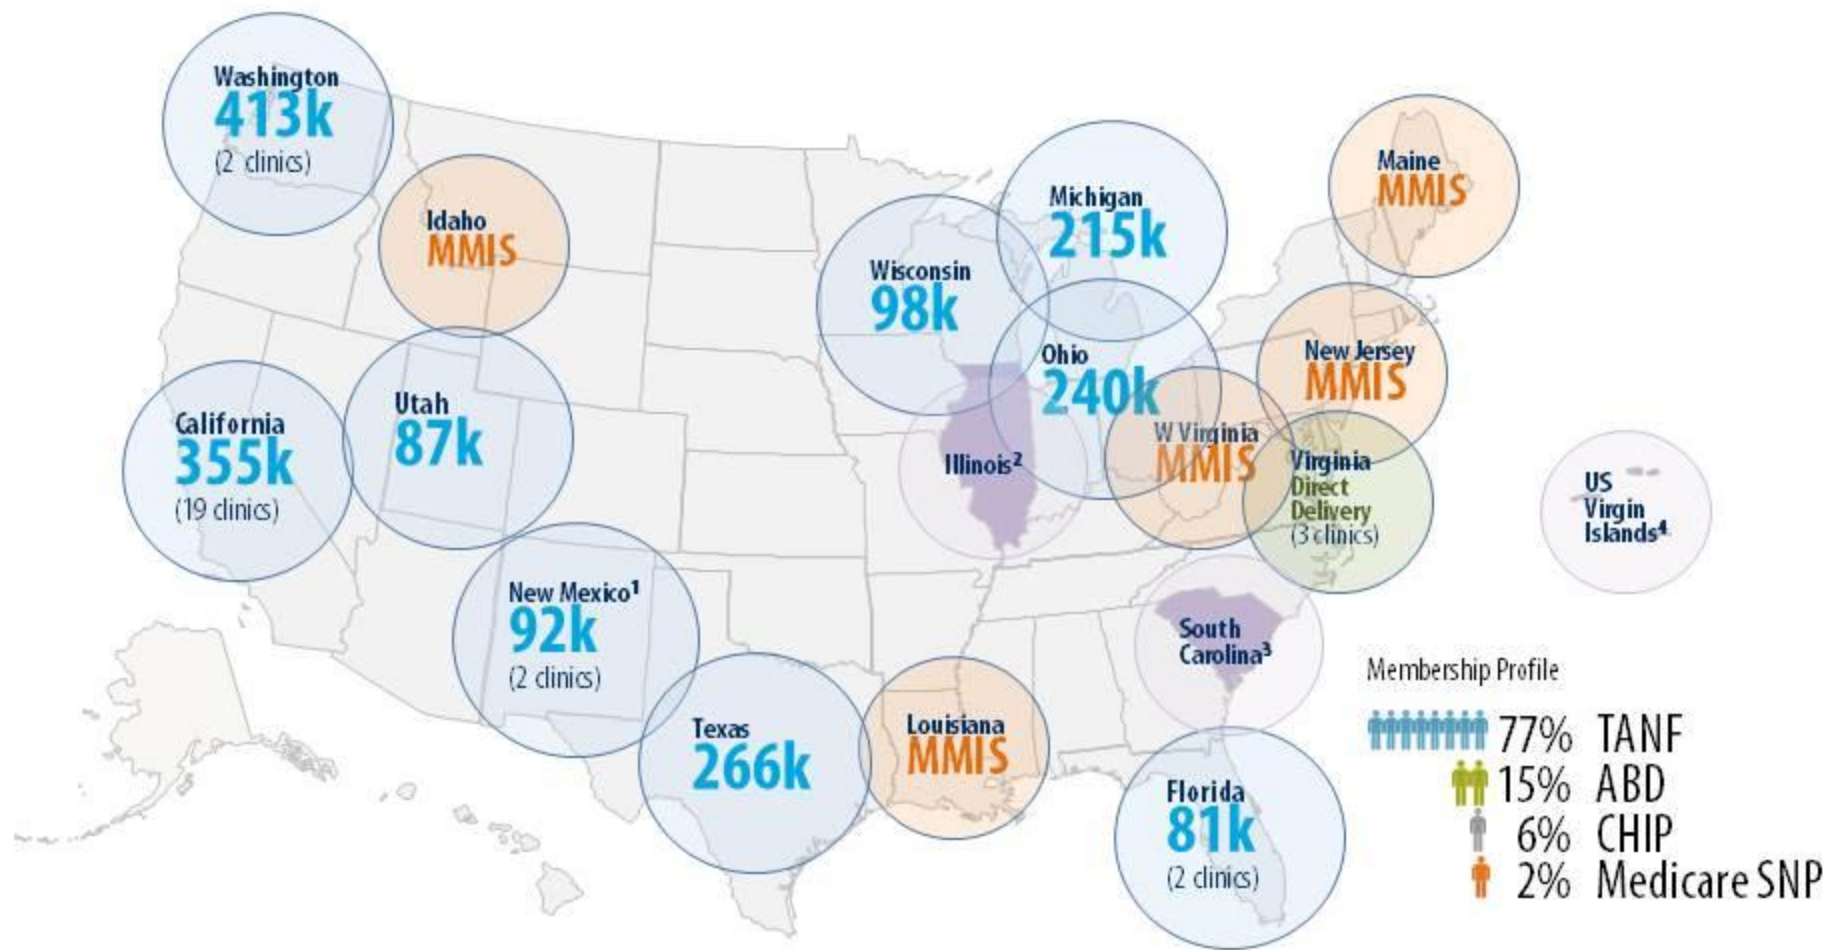 Washington
413k
(2 clinics)
Idaho
MMIS
Michigan
215k
Maine
MMIS
Wisconsin
98k
Ohio
240k
New Jersey
MMIS
California
355k
(19 clinics)
Utah
87k
Illinois²
W Virginia
MMIS
Virginia
Direct
Delivery
(3 clinics)
US
Virgin
Islands⁴
New Mexico¹
92k
(2 clinics)
South
Carolina³
Texas
266k
Louisiana
MMIS
Florida
81k
(2 clinics)
Membership Profile
77% TANF
15% ABD
6% CHIP
2% Medicare SNP